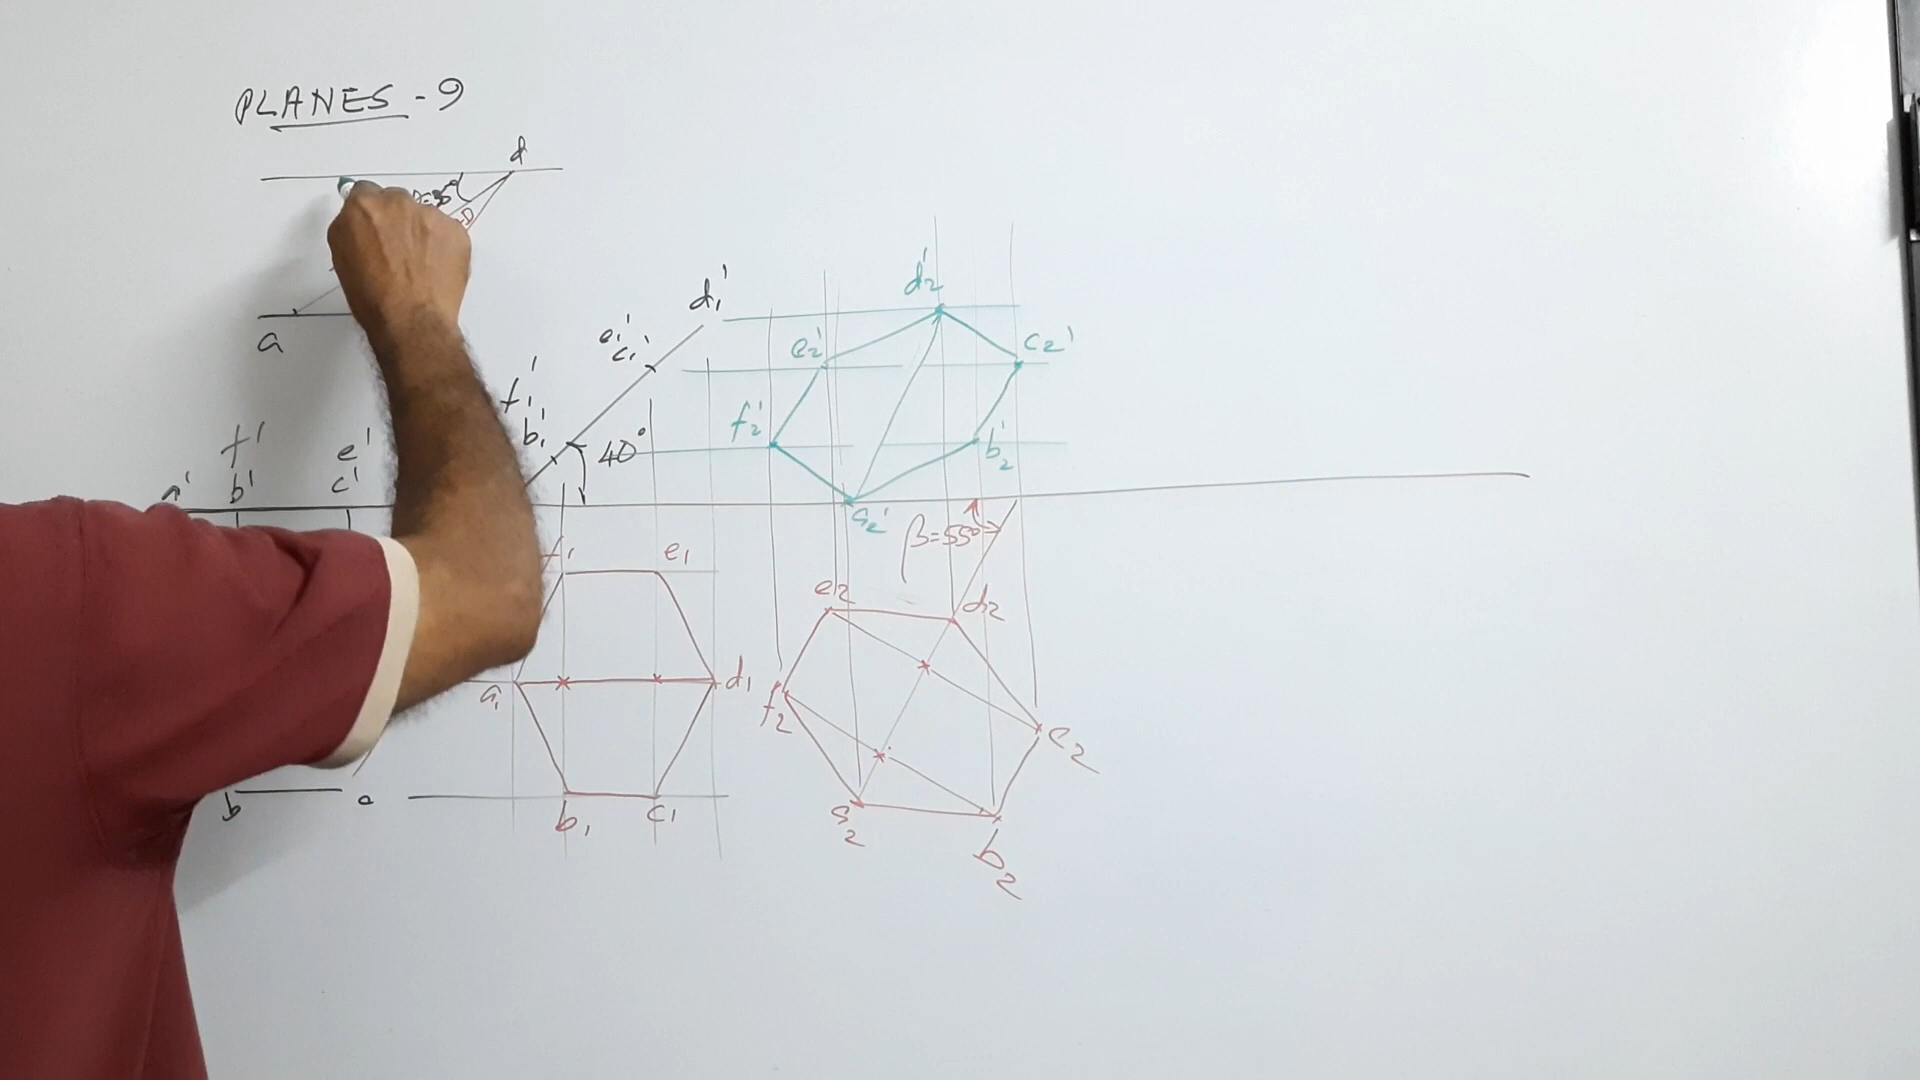 PLANES - 9
d
a
d1'
e1'
c1'
f1'
b1'
40°
d2'
e2'
c2'
f2'
b2'
a2'
f'
e'
a'
b'
c'
β=55°
f1
e1
a1
d1
b1
c1
e2
d2
f2
c2
a2
b2
b